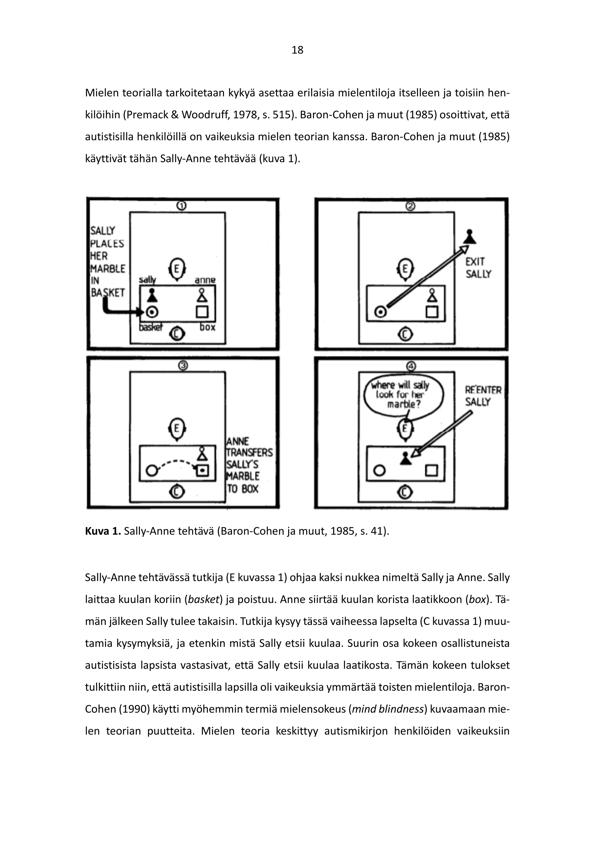 18
Mielen teorialla tarkoitetaan kykyä asettaa erilaisia mielentiloja itselleen ja toisiin hen-
kilöihin (Premack & Woodruff, 1978, s. 515). Baron-Cohen ja muut (1985) osoittivat, että
autistisilla henkilöillä on vaikeuksia mielen teorian kanssa. Baron-Cohen ja muut (1985)
käyttivät tähän Sally-Anne tehtävää (kuva 1).
①
SALLY
PLACES
HER
MARBLE
IN
BASKET
E
sally
anne
basket
box
C
②
E
EXIT
SALLY
C
③
E
ANNE
TRANSFERS
SALLY'S
MARBLE
TO BOX
C
④
where will sally
look for her
marble?
E
RE'ENTER
SALLY
C
Kuva 1. Sally-Anne tehtävä (Baron-Cohen ja muut, 1985, s. 41).
Sally-Anne tehtävässä tutkija (E kuvassa 1) ohjaa kaksi nukkea nimeltä Sally ja Anne. Sally
laittaa kuulan koriin (basket) ja poistuu. Anne siirtää kuulan korista laatikkoon (box). Tä-
män jälkeen Sally tulee takaisin. Tutkija kysyy tässä vaiheessa lapselta (C kuvassa 1) muu-
tamia kysymyksiä, ja etenkin mistä Sally etsii kuulaa. Suurin osa kokeen osallistuneista
autistisista lapsista vastasivat, että Sally etsii kuulaa laatikosta. Tämän kokeen tulokset
tulkittiin niin, että autistisilla lapsilla oli vaikeuksia ymmärtää toisten mielentiloja. Baron-
Cohen (1990) käytti myöhemmin termiä mielensokeus (mind blindness) kuvaamaan mie-
len teorian puutteita. Mielen teoria keskittyy autismikirjon henkilöiden vaikeuksiin